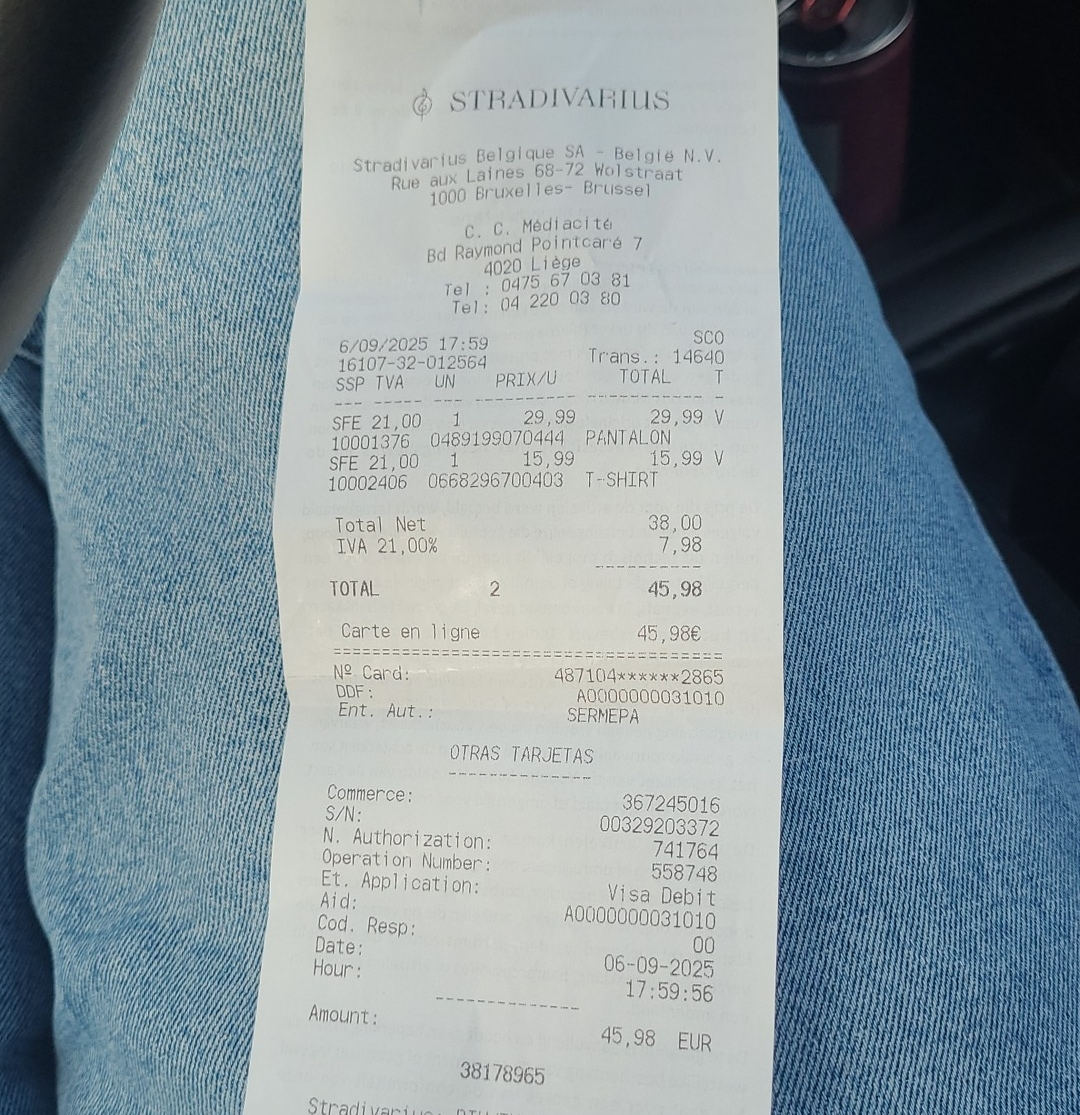 STRADIVARIUS
Stradivarius Belgique SA - België N.V.
Rue aux Laines 68-72 Wolstraat
1000 Bruxelles- Brussel
C. C. Médiacité
Bd Raymond Pointcaré 7
4020 Liège
Tel : 0475 67 03 81
Tel: 04 220 03 80
6/09/2025 17:59 SCO
16107-32-012564 Trans.: 14640
SSP TVA UN PRIX/U TOTAL T
--- ----- --- ---------- ------------ -
SFE 21,00 1 29,99 29,99 V
10001376 0489199070444 PANTALON
SFE 21,00 1 15,99 15,99 V
10002406 0668296700403 T-SHIRT
Total Net 38,00
IVA 21,00% 7,98
----------
TOTAL 2 45,98
Carte en ligne 45,98€
========================================
Nº Card: 487104******2865
DDF: A0000000031010
Ent. Aut.: SERMEPA
OTRAS TARJETAS
--------------
Commerce: 367245016
S/N: 00329203372
N. Authorization: 741764
Operation Number: 558748
Et. Application: Visa Debit
Aid: A0000000031010
Cod. Resp: 00
Date: 06-09-2025
Hour: 17:59:56
-------------
Amount: 45,98 EUR
38178965
Stradivarius: